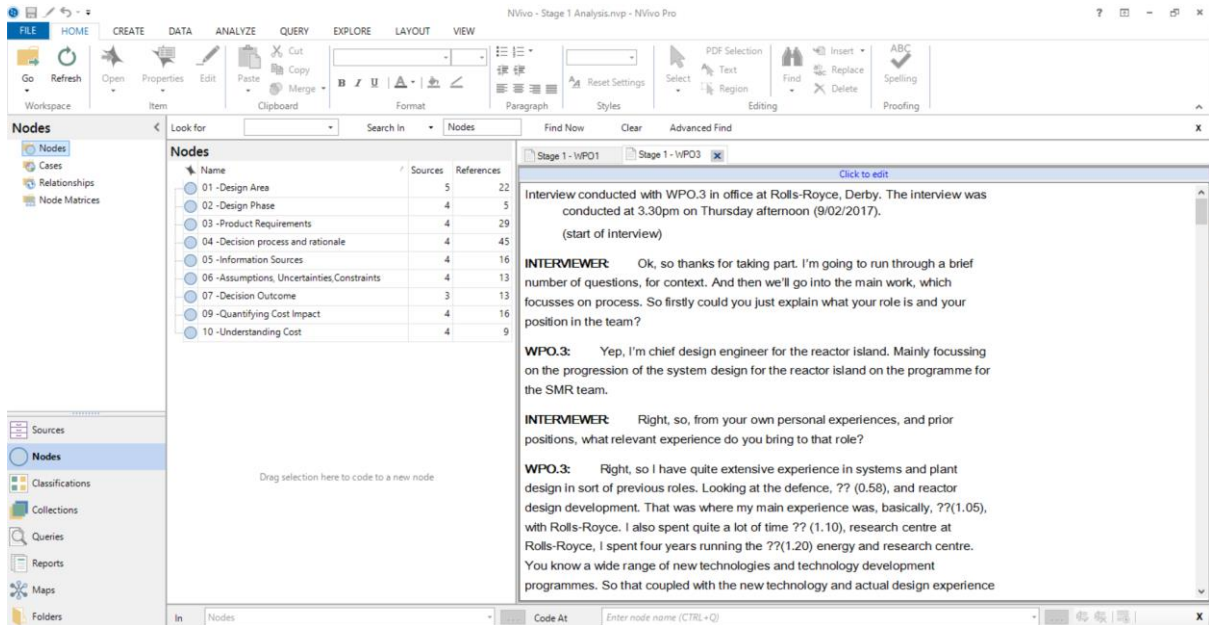 NVivo - Stage 1 Analysis.nvp - NVivo Pro
FILE HOME CREATE DATA ANALYZE QUERY EXPLORE LAYOUT VIEW
Go Refresh Open Properties Edit Paste Cut Copy Merge B I U A Reset Settings Select PDF Selection Text Region Find Insert Replace Delete ABC Spelling
Workspace Item Clipboard Format Paragraph Styles Editing Proofing
Nodes
Nodes
Cases
Relationships
Node Matrices
Sources
Nodes
Classifications
Collections
Queries
Reports
Maps
Folders
Look for Search In Nodes Find Now Clear Advanced Find X
Nodes
Name Sources References
01 -Design Area 5 22
02 -Design Phase 4 5
03 -Product Requirements 4 29
04 -Decision process and rationale 4 45
05 -Information Sources 4 16
06 -Assumptions, Uncertainties,Constraints 4 13
07 -Decision Outcome 3 13
09 -Quantifying Cost Impact 4 16
10 -Understanding Cost 4 9
Drag selection here to code to a new node
Stage 1 - WPO1 Stage 1 - WPO3
Click to edit
Interview conducted with WPO.3 in office at Rolls-Royce, Derby. The interview was
conducted at 3.30pm on Thursday afternoon (9/02/2017).
(start of interview)
INTERVIEWER: Ok, so thanks for taking part. I'm going to run through a brief
number of questions, for context. And then we'll go into the main work, which
focusses on process. So firstly could you just explain what your role is and your
position in the team?
WPO.3: Yep, I'm chief design engineer for the reactor island. Mainly focussing
on the progression of the system design for the reactor island on the programme for
the SMR team.
INTERVIEWER: Right, so, from your own personal experiences, and prior
positions, what relevant experience do you bring to that role?
WPO.3: Right, so I have quite extensive experience in systems and plant
design in sort of previous roles. Looking at the defence, ?? (0.58), and reactor
design development. That was where my main experience was, basically, ??(1.05),
with Rolls-Royce. I also spent quite a lot of time ?? (1.10), research centre at
Rolls-Royce, I spent four years running the ??(1.20) energy and research centre.
You know a wide range of new technologies and technology development
programmes. So that coupled with the new technology and actual design experience
In Nodes Code At Enter node name (CTRL+Q) X